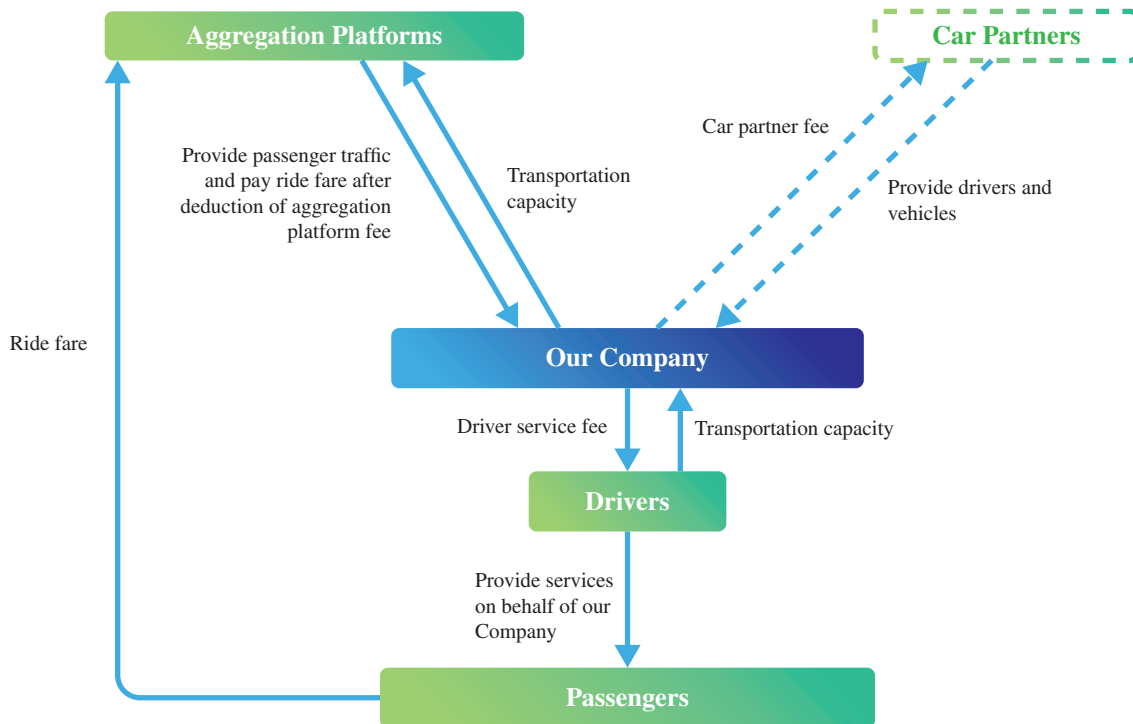 Aggregation Platforms
Car Partners
Car partner fee
Provide passenger traffic
and pay ride fare after
deduction of aggregation
platform fee
Transportation
capacity
Provide drivers and
vehicles
Ride fare
Our Company
Driver service fee
Transportation capacity
Drivers
Provide services
on behalf of our
Company
Passengers